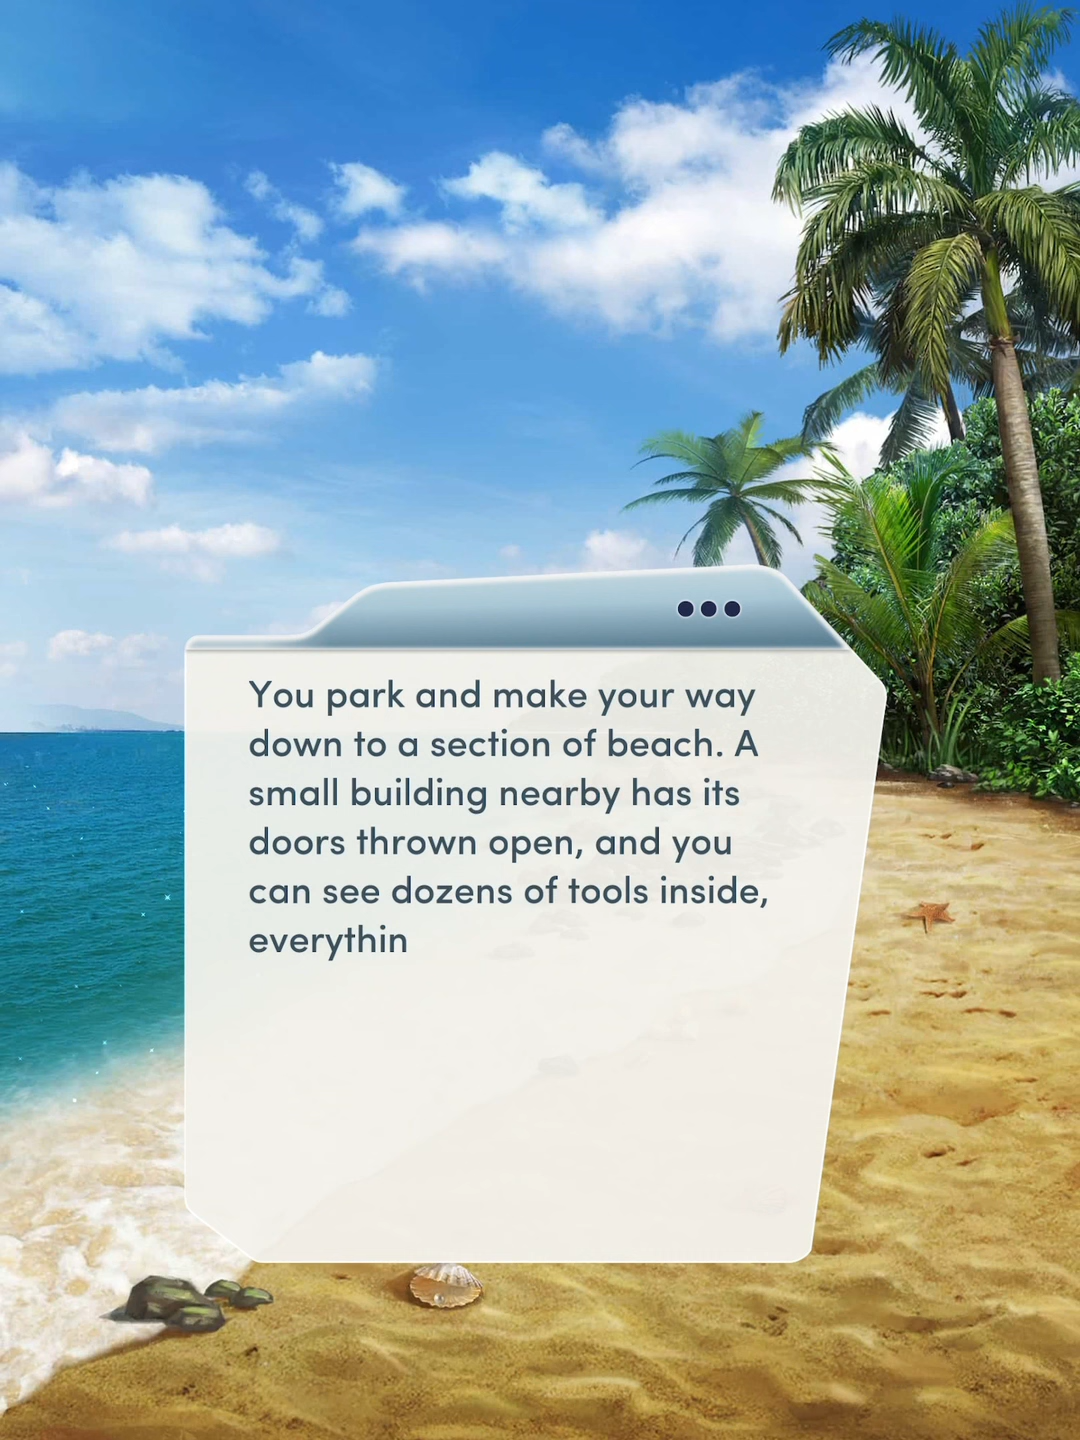 You park and make your way
down to a section of beach. A
small building nearby has its
doors thrown open, and you
can see dozens of tools inside,
everythin